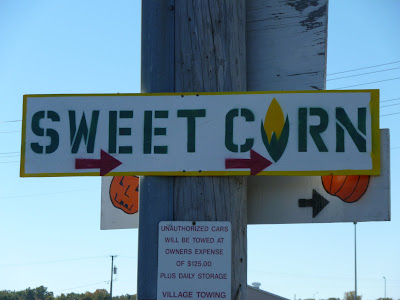 SWEET CORN
UNAUTHORIZED CARS
WILL BE TOWED AT
OWNERS EXPENSE
OF $125.00
PLUS DAILY STORAGE
VILLAGE TOWING